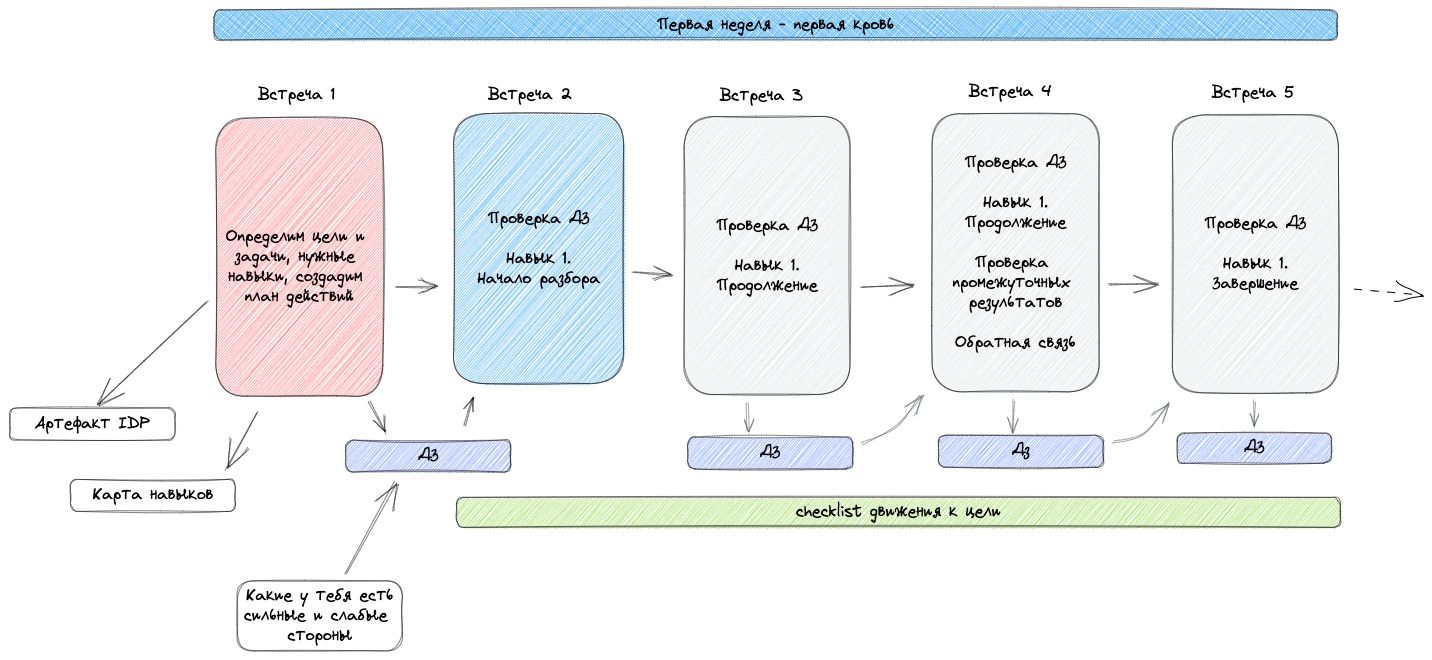 Первая неделя - первая кровь
Встреча 1
Встреча 2
Встреча 3
Встреча 4
Встреча 5
Определим цели и
задачи, нужные
навыки, создадим
план действий
Проверка ДЗ
Навык 1.
Начало разбора
Проверка ДЗ
Навык 1.
Продолжение
Проверка ДЗ
Навык 1.
Продолжение
Проверка
промежуточных
результатов
Обратная связь
Проверка ДЗ
Навык 1.
Завершение
Артефакт IDP
Карта навыков
ДЗ
ДЗ
ДЗ
ДЗ
checklist движения к цели
Какие у тебя есть
сильные и слабые
стороны